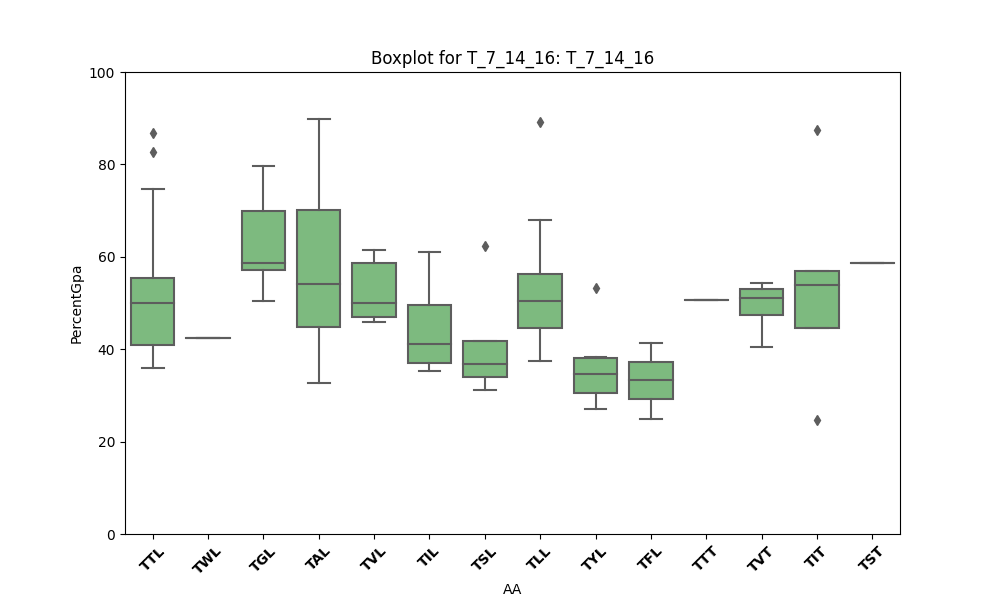 Boxplot for T_7_14_16: T_7_14_16
100
80
60
40
20
0
PercentGpa
TTL TWL TGL TAL TVL TIL TSL TLL TYL TFL TTT TVT TIT TST
AA